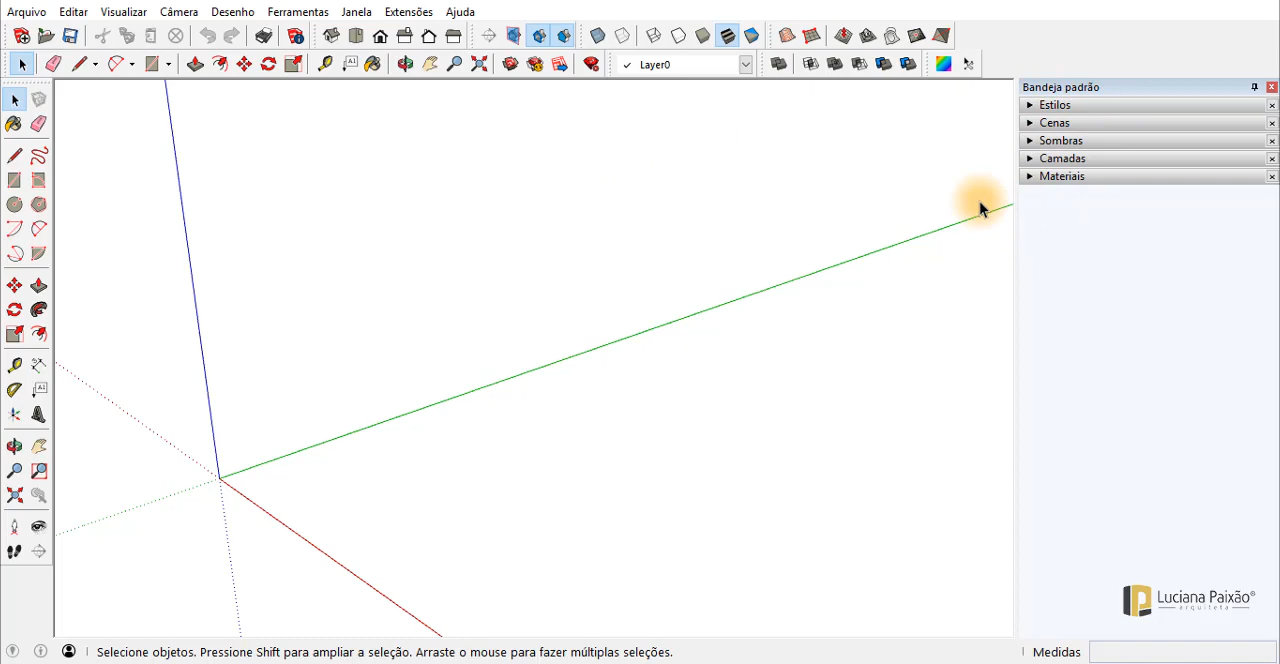 Arquivo Editar Visualizar Câmera Desenho Ferramentas Janela Extensões Ajuda
Layer0
Bandeja padrão
Estilos
Cenas
Sombras
Camadas
Materiais
Luciana Paixão®
arquiteta
Selecione objetos. Pressione Shift para ampliar a seleção. Arraste o mouse para fazer múltiplas seleções.
Medidas